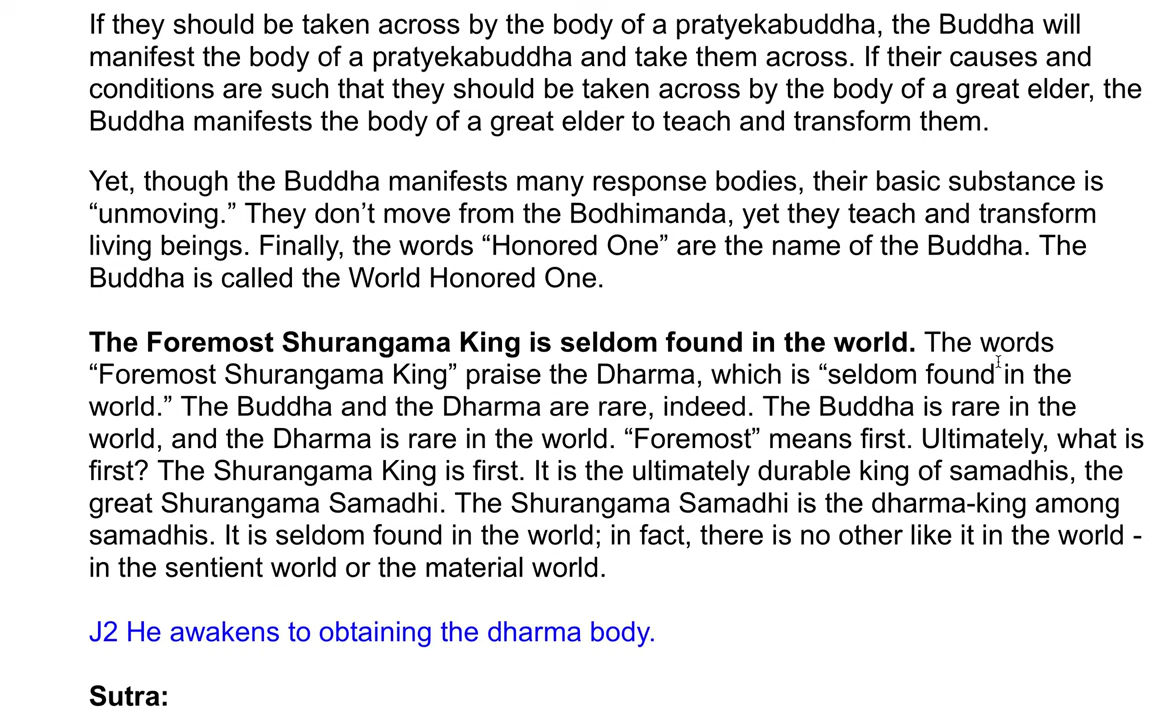 If they should be taken across by the body of a pratyekabuddha, the Buddha will
manifest the body of a pratyekabuddha and take them across. If their causes and
conditions are such that they should be taken across by the body of a great elder, the
Buddha manifests the body of a great elder to teach and transform them.
Yet, though the Buddha manifests many response bodies, their basic substance is
“unmoving.” They don’t move from the Bodhimanda, yet they teach and transform
living beings. Finally, the words “Honored One” are the name of the Buddha. The
Buddha is called the World Honored One.
The Foremost Shurangama King is seldom found in the world. The words
“Foremost Shurangama King” praise the Dharma, which is “seldom found in the
world.” The Buddha and the Dharma are rare, indeed. The Buddha is rare in the
world, and the Dharma is rare in the world. “Foremost” means first. Ultimately, what is
first? The Shurangama King is first. It is the ultimately durable king of samadhis, the
great Shurangama Samadhi. The Shurangama Samadhi is the dharma-king among
samadhis. It is seldom found in the world; in fact, there is no other like it in the world -
in the sentient world or the material world.
J2 He awakens to obtaining the dharma body.
Sutra: